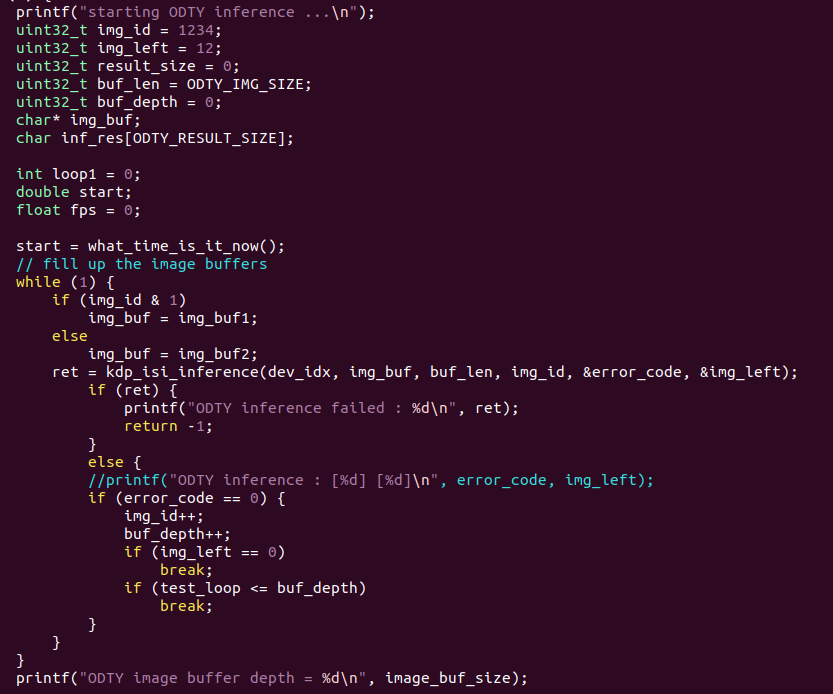 printf("starting ODTY inference ...\n");
uint32_t img_id = 1234;
uint32_t img_left = 12;
uint32_t result_size = 0;
uint32_t buf_len = ODTY_IMG_SIZE;
uint32_t buf_depth = 0;
char* img_buf;
char inf_res[ODTY_RESULT_SIZE];

int loop1 = 0;
double start;
float fps = 0;

start = what_time_is_it_now();
// fill up the image buffers
while (1) {
    if (img_id & 1)
        img_buf = img_buf1;
    else
        img_buf = img_buf2;
    ret = kdp_isi_inference(dev_idx, img_buf, buf_len, img_id, &error_code, &img_left);
        if (ret) {
            printf("ODTY inference failed : %d\n", ret);
            return -1;
        }
        else {
        //printf("ODTY inference : [%d] [%d]\n", error_code, img_left);
        if (error_code == 0) {
            img_id++;
            buf_depth++;
            if (img_left == 0)
                break;
            if (test_loop <= buf_depth)
                break;
        }
    }
}
printf("ODTY image buffer depth = %d\n", image_buf_size);